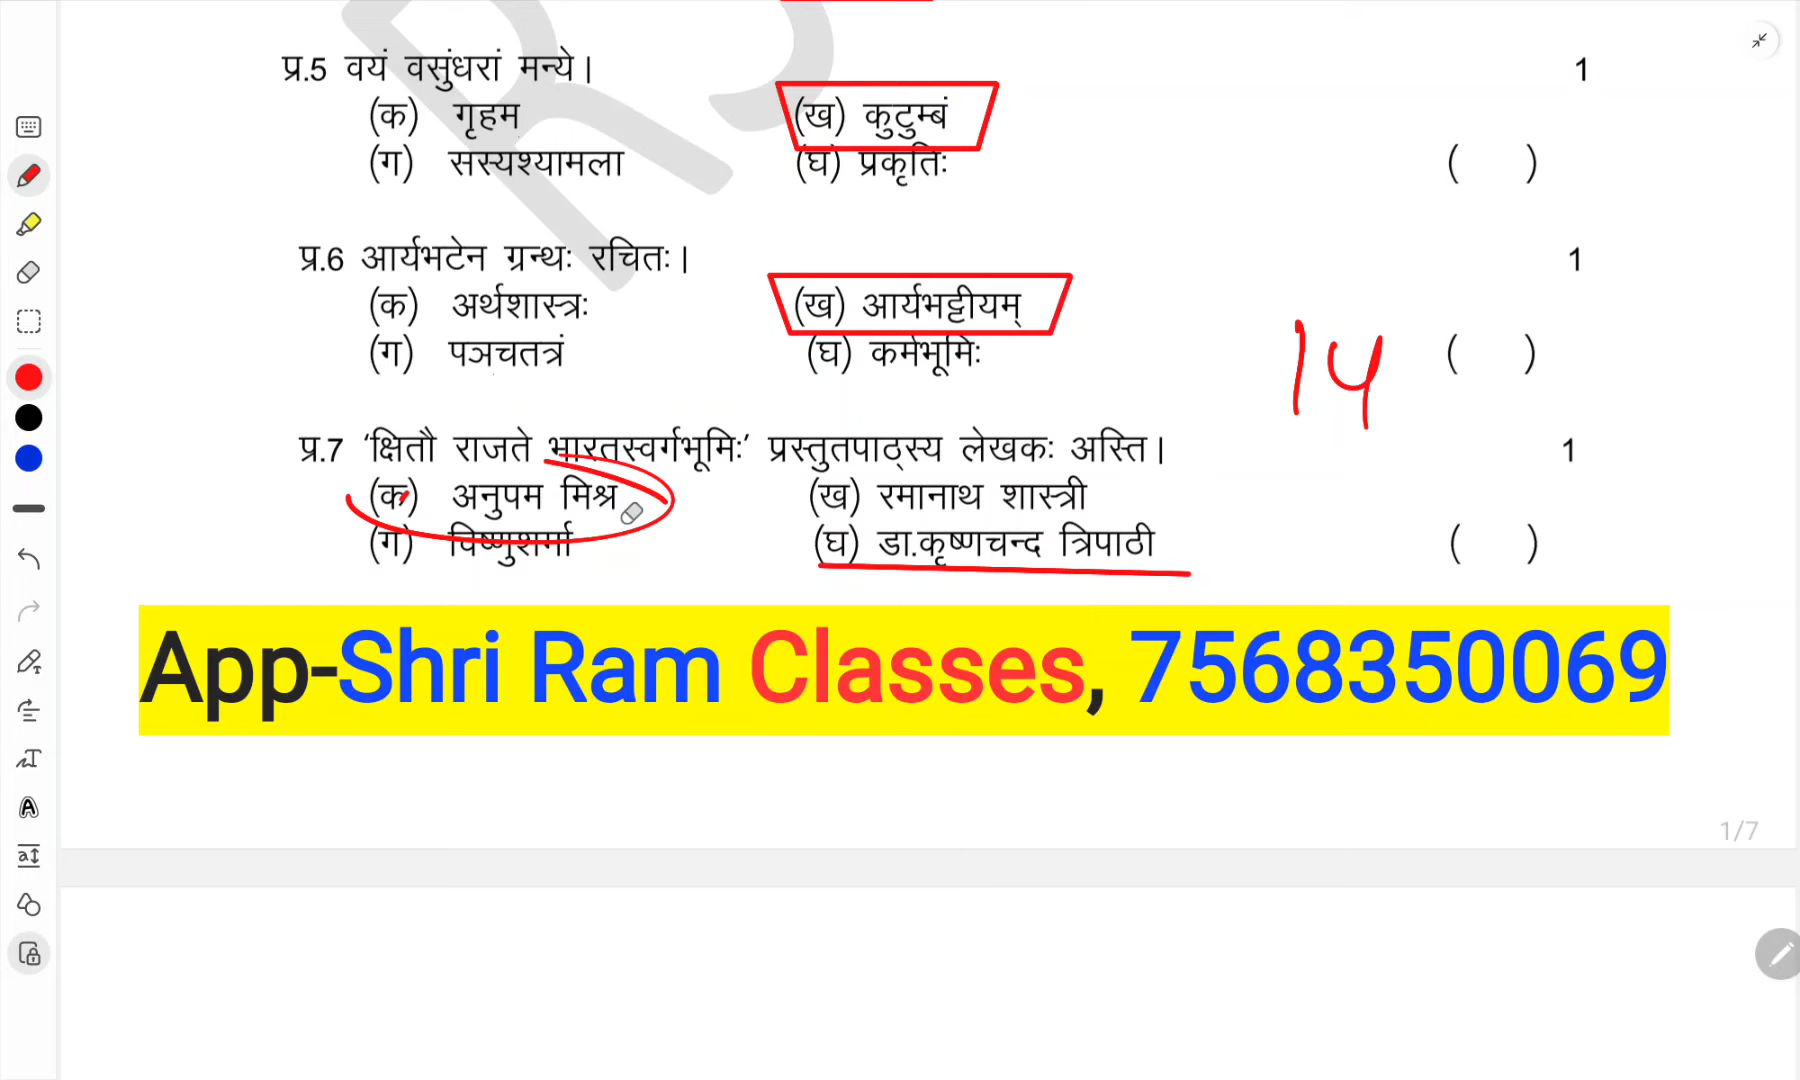 प्र.5 वयं वसुंधरां मन्ये। 1
(क) गृहम (ख) कुटुम्बं
(ग) सस्यश्यामला (घ) प्रकृतिः ( )
प्र.6 आर्यभटेन ग्रन्थः रचितः। 1
(क) अर्थशास्त्रः (ख) आर्यभट्टीयम्
(ग) पञचतत्रं (घ) कर्मभूमिः ( )
14
प्र.7 ‘क्षितौ राजते भारतस्वर्गभूमिः’ प्रस्तुतपाठ्स्य लेखकः अस्ति। 1
(क) अनुपम मिश्र (ख) रमानाथ शास्त्री
(ग) विष्णुशर्मा (घ) डा.कृष्णचन्द त्रिपाठी ( )
App-Shri Ram Classes, 7568350069
1/7